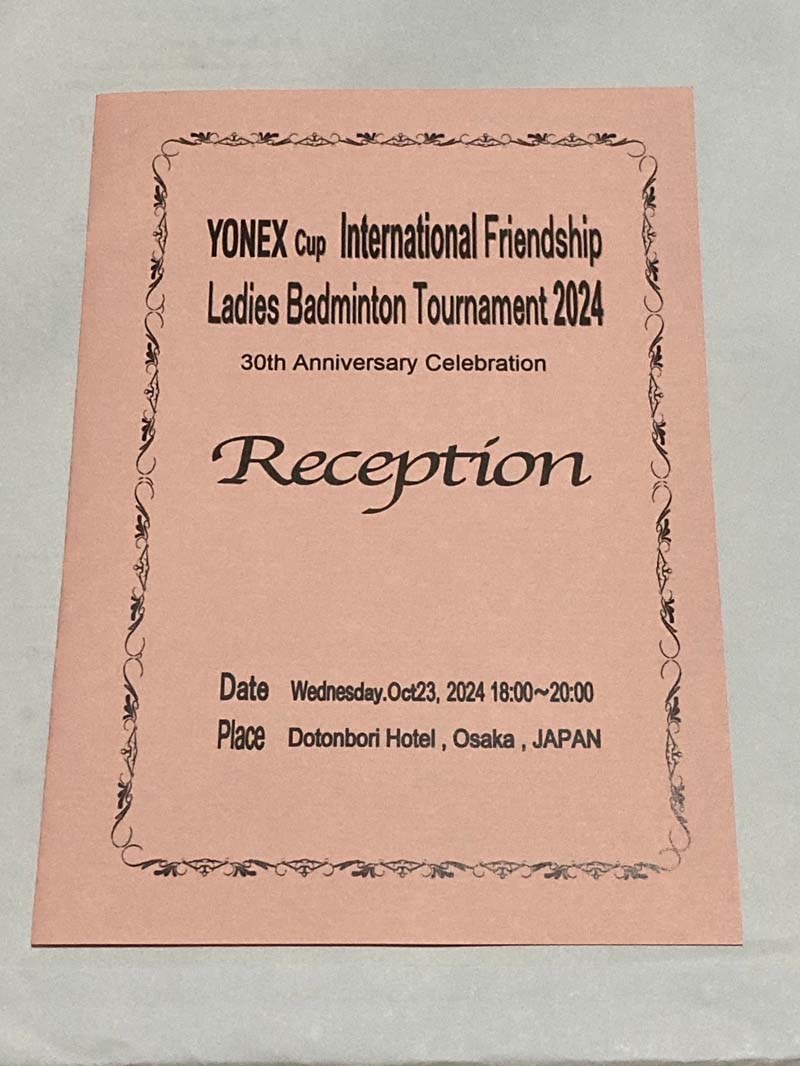 YONEX Cup International Friendship
Ladies Badminton Tournament 2024
30th Anniversary Celebration
Reception
Date Wednesday.Oct23, 2024 18:00~20:00
Place Dotonbori Hotel , Osaka , JAPAN